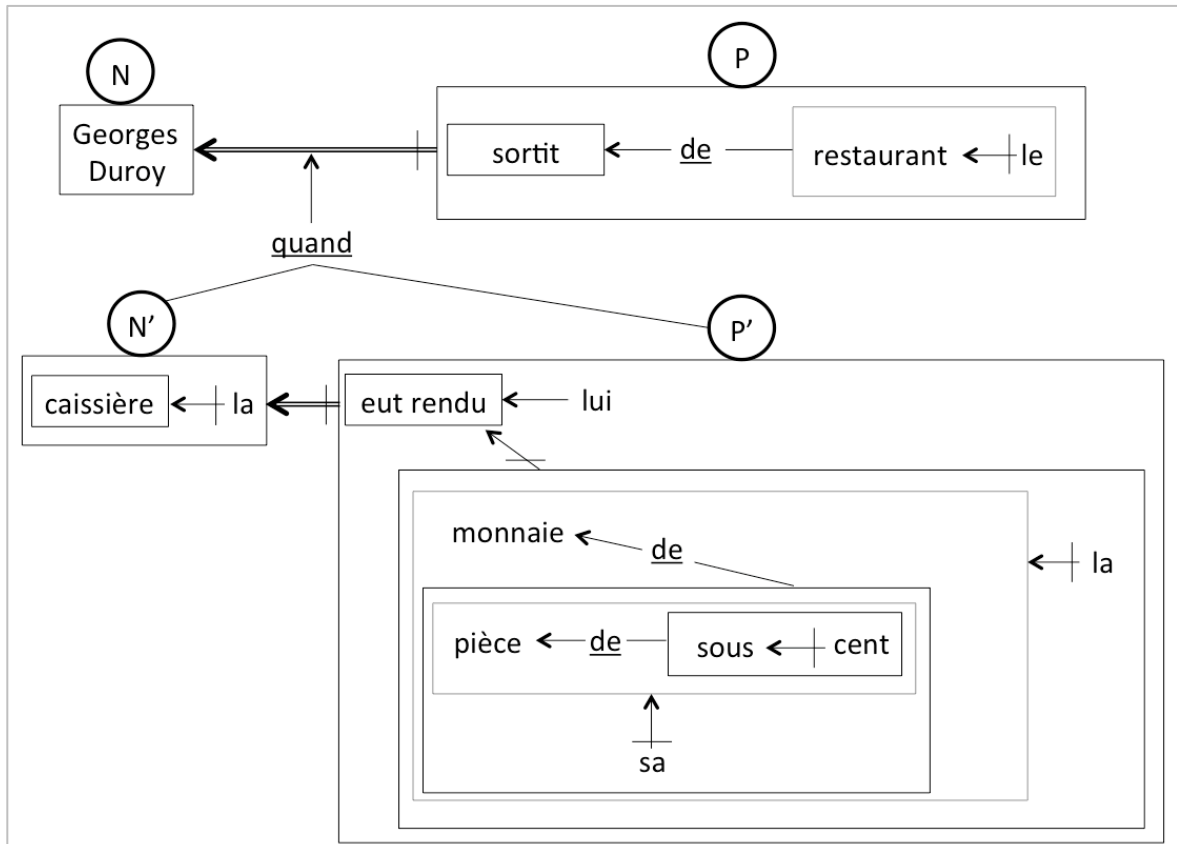 N
P
Georges
Duroy
sortit
de
restaurant
le
quand
N’
P’
caissière
la
eut rendu
lui
monnaie
de
la
pièce
de
sous
cent
sa